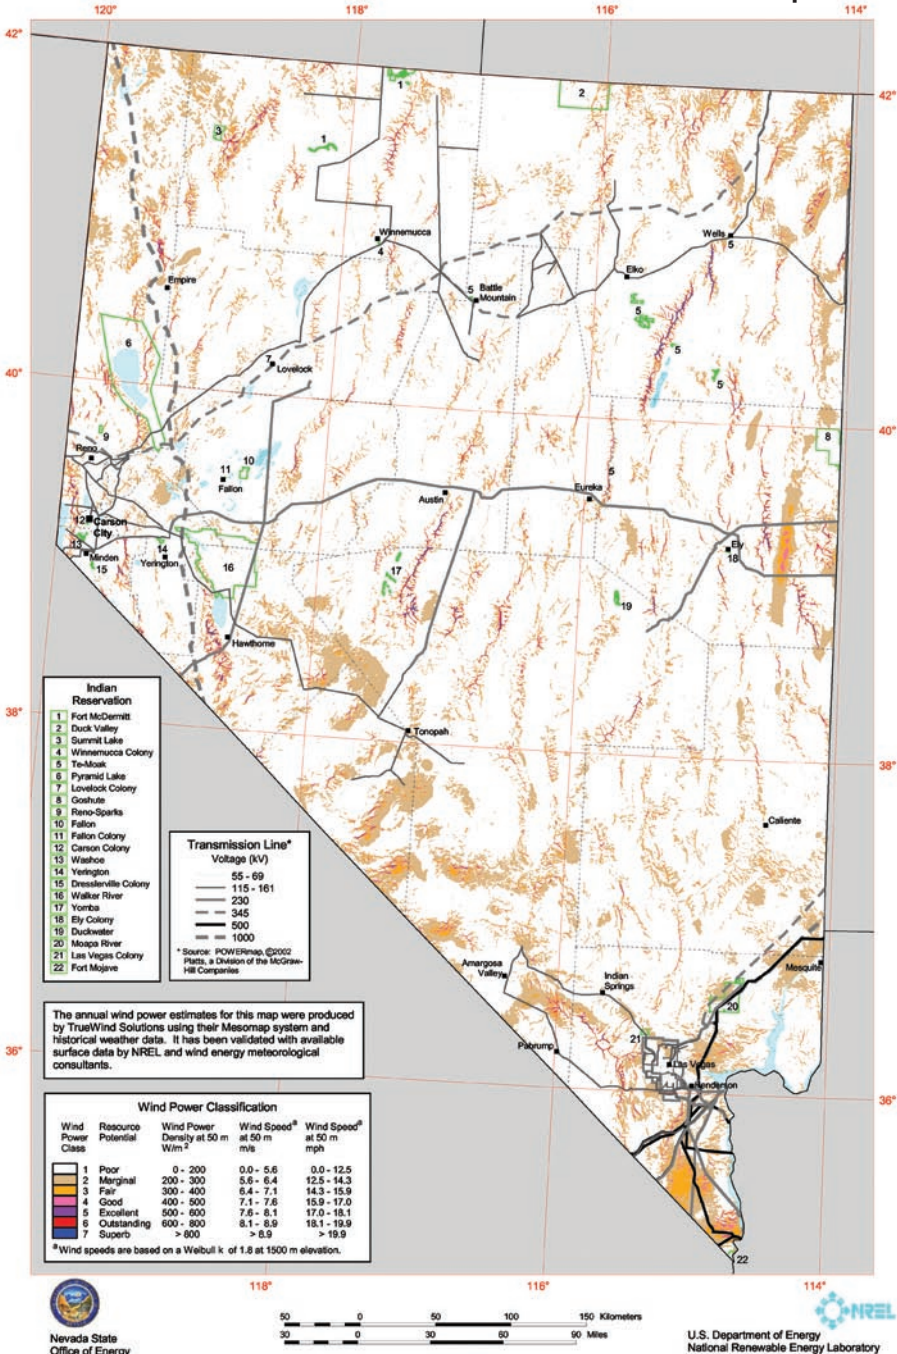 120°
118°
116°
114°
42°
42°
1
2
3
1
Winnemucca
4
Wells
5
Elko
5
Battle
Mountain
Empire
5
6
5
7
Lovelock
5
40°
40°
9
8
Reno
10
11
Fallon
5
Eureka
Austin
12
Carson
City
Ely
18
13
Minden
14
Yerington
15
16
17
19
Hawthorne
38°
Tonopah
38°
Caliente
Indian
Reservation
1 Fort McDermitt
2 Duck Valley
3 Summit Lake
4 Winnemucca Colony
5 Te-Moak
6 Pyramid Lake
7 Lovelock Colony
8 Goshute
9 Reno-Sparks
10 Fallon
11 Fallon Colony
12 Carson Colony
13 Washoe
14 Yerington
15 Dresslerville Colony
16 Walker River
17 Yomba
18 Ely Colony
19 Duckwater
20 Moapa River
21 Las Vegas Colony
22 Fort Mojave
Transmission Line*
Voltage (kV)
55 - 69
115 - 161
230
345
500
1000
* Source: POWERmap, ©2002
Platts, a Division of the McGraw-
Hill Companies
Amargosa
Valley
Indian
Springs
Mesquite
20
The annual wind power estimates for this map were produced
by TrueWind Solutions using their Mesomap system and
historical weather data. It has been validated with available
surface data by NREL and wind energy meteorological
consultants.
36°
Pahrump
21
Las Vegas
Henderson
36°
Wind Power Classification
Wind Power Class
Resource Potential
Wind Power Density at 50 m W/m²
Wind Speedᵃ at 50 m m/s
Wind Speedᵃ at 50 m mph
1 Poor 0 - 200 0.0 - 5.6 0.0 - 12.5
2 Marginal 200 - 300 5.6 - 6.4 12.5 - 14.3
3 Fair 300 - 400 6.4 - 7.1 14.3 - 15.9
4 Good 400 - 500 7.1 - 7.6 15.9 - 17.0
5 Excellent 500 - 600 7.6 - 8.1 17.0 - 18.1
6 Outstanding 600 - 800 8.1 - 8.9 18.1 - 19.9
7 Superb > 800 > 8.9 > 19.9
ᵃ Wind speeds are based on a Weibull k of 1.8 at 1500 m elevation.
22
118°
116°
114°
Nevada State
Office of Energy
50 0 50 100 150 Kilometers
30 0 30 60 90 Miles
NREL
U.S. Department of Energy
National Renewable Energy Laboratory